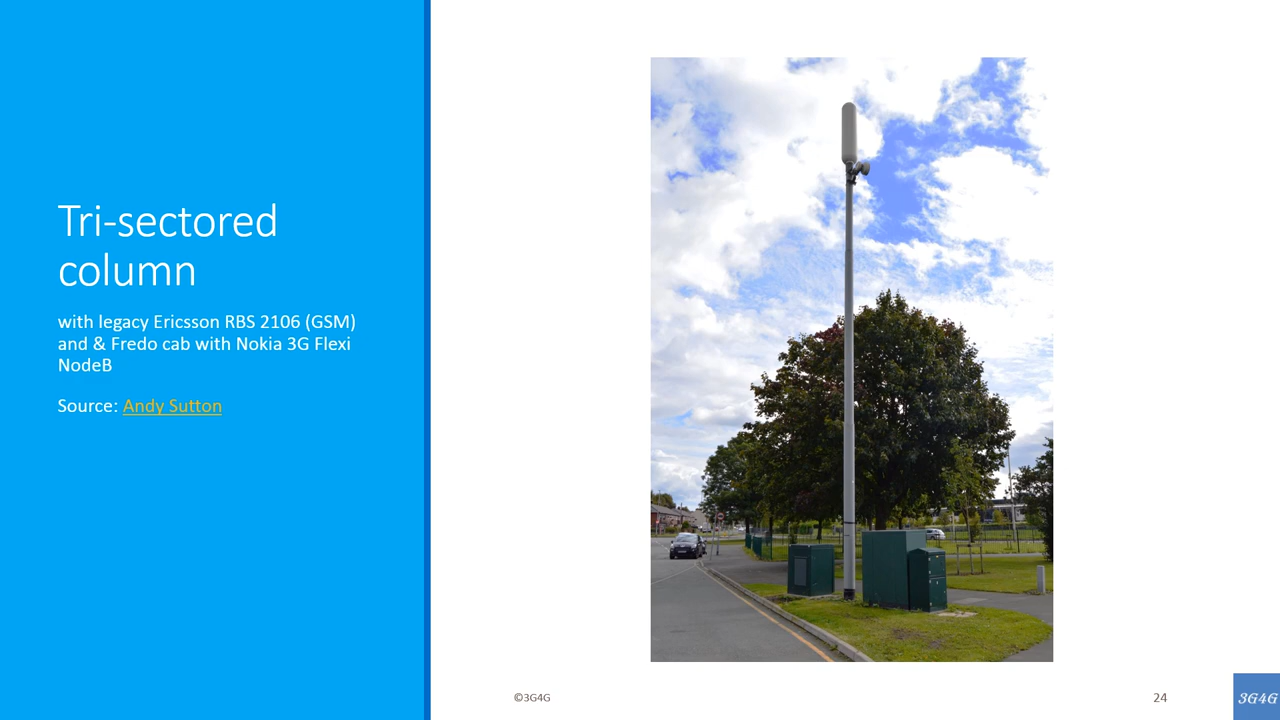 Tri-sectored
column
with legacy Ericsson RBS 2106 (GSM)
and & Fredo cab with Nokia 3G Flexi
NodeB
Source: Andy Sutton
©3G4G
24
3G4G